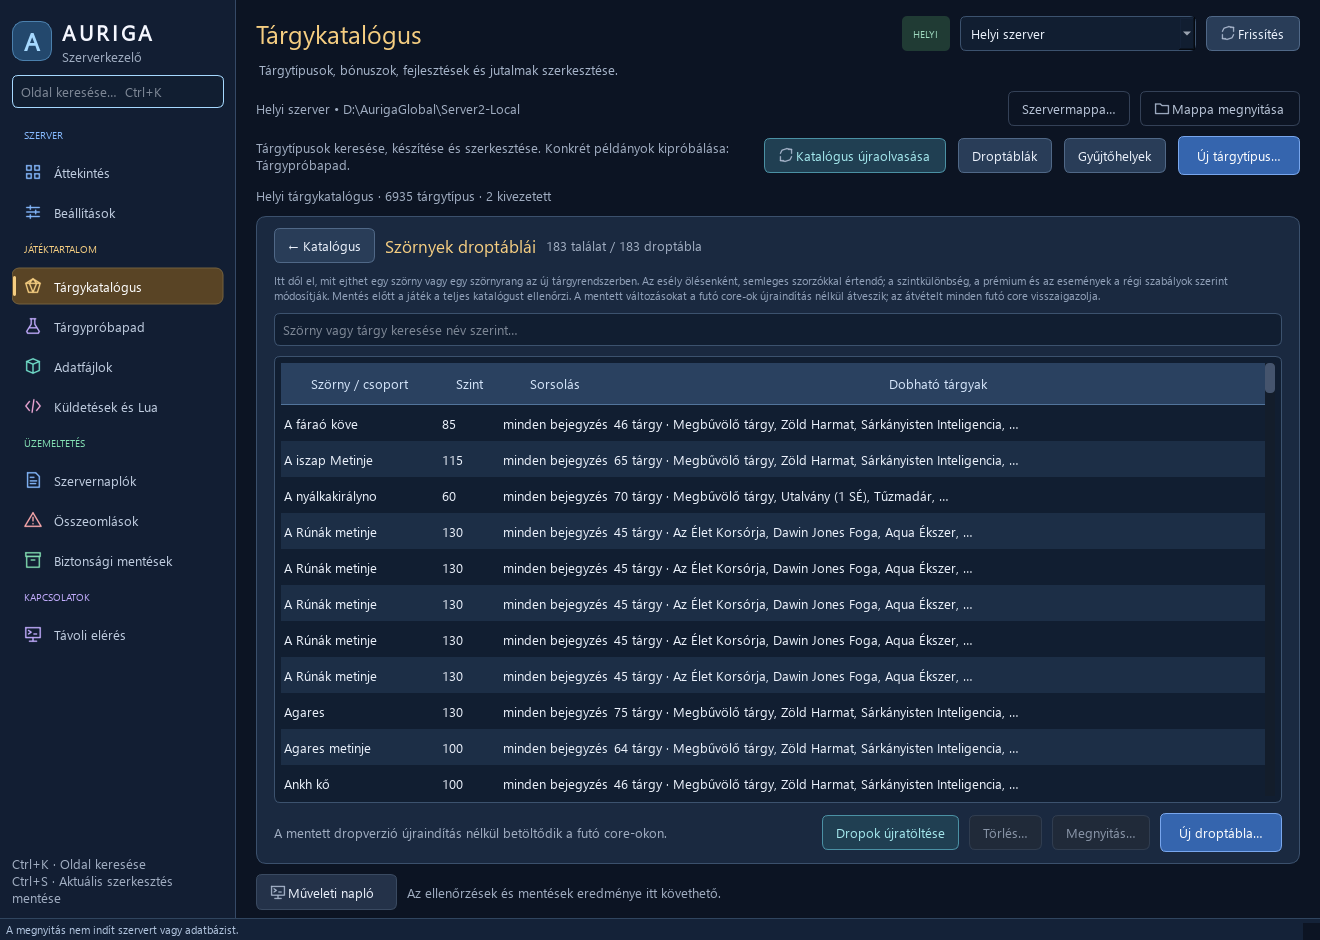 A
AURIGA
Szerverkezelő
Oldal keresése... Ctrl+K
SZERVER
Áttekintés
Beállítások
JÁTÉKTARTALOM
Tárgykatalógus
Tárgypróbapad
Adatfájlok
Küldetések és Lua
ÜZEMELTETÉS
Szervernaplók
Összeomlások
Biztonsági mentések
KAPCSOLATOK
Távoli elérés
Ctrl+K · Oldal keresése
Ctrl+S · Aktuális szerkesztés
mentése
Tárgykatalógus
HELYI
Helyi szerver
Frissítés
Tárgytípusok, bónuszok, fejlesztések és jutalmak szerkesztése.
Helyi szerver • D:\AurigaGlobal\Server2-Local
Szervermappa...
Mappa megnyitása
Tárgytípusok keresése, készítése és szerkesztése. Konkrét példányok kipróbálása:
Tárgypróbapad.
Katalógus újraolvasása
Droptáblák
Gyűjtőhelyek
Új tárgytípus...
Helyi tárgykatalógus · 6935 tárgytípus · 2 kivezetett
← Katalógus
Szörnyek droptáblái
183 találat / 183 droptábla
Itt dől el, mit ejthet egy szörny vagy egy szörnyrang az új tárgyrendszerben. Az esély ölésenként, semleges szorzókkal értendő; a szintkülönbség, a prémium és az események a régi szabályok szerint
módosítják. Mentés előtt a játék a teljes katalógust ellenőrzi. A mentett változásokat a futó core-ok újraindítás nélkül átveszik; az átvételt minden futó core visszaigazolja.
Szörny vagy tárgy keresése név szerint...
Szörny / csoport Szint Sorsolás Dobható tárgyak
A fáraó köve 85 minden bejegyzés 46 tárgy · Megbűvölő tárgy, Zöld Harmat, Sárkányisten Inteligencia, ...
A iszap Metinje 115 minden bejegyzés 65 tárgy · Megbűvölő tárgy, Zöld Harmat, Sárkányisten Inteligencia, ...
A nyálkakirályno 60 minden bejegyzés 70 tárgy · Megbűvölő tárgy, Utalvány (1 SÉ), Tűzmadár, ...
A Rúnák metinje 130 minden bejegyzés 45 tárgy · Az Élet Korsórja, Dawin Jones Foga, Aqua Ékszer, ...
A Rúnák metinje 130 minden bejegyzés 45 tárgy · Az Élet Korsórja, Dawin Jones Foga, Aqua Ékszer, ...
A Rúnák metinje 130 minden bejegyzés 45 tárgy · Az Élet Korsórja, Dawin Jones Foga, Aqua Ékszer, ...
A Rúnák metinje 130 minden bejegyzés 45 tárgy · Az Élet Korsórja, Dawin Jones Foga, Aqua Ékszer, ...
A Rúnák metinje 130 minden bejegyzés 45 tárgy · Az Élet Korsórja, Dawin Jones Foga, Aqua Ékszer, ...
Agares 130 minden bejegyzés 75 tárgy · Megbűvölő tárgy, Zöld Harmat, Sárkányisten Inteligencia, ...
Agares metinje 100 minden bejegyzés 64 tárgy · Megbűvölő tárgy, Zöld Harmat, Sárkányisten Inteligencia, ...
Ankh kő 100 minden bejegyzés 46 tárgy · Megbűvölő tárgy, Zöld Harmat, Sárkányisten Inteligencia, ...
A mentett dropverzió újraindítás nélkül betöltődik a futó core-okon.
Dropok újratöltése
Törlés...
Megnyitás...
Új droptábla...
Műveleti napló
Az ellenőrzések és mentések eredménye itt követhető.
A megnyitás nem indít szervert vagy adatbázist.